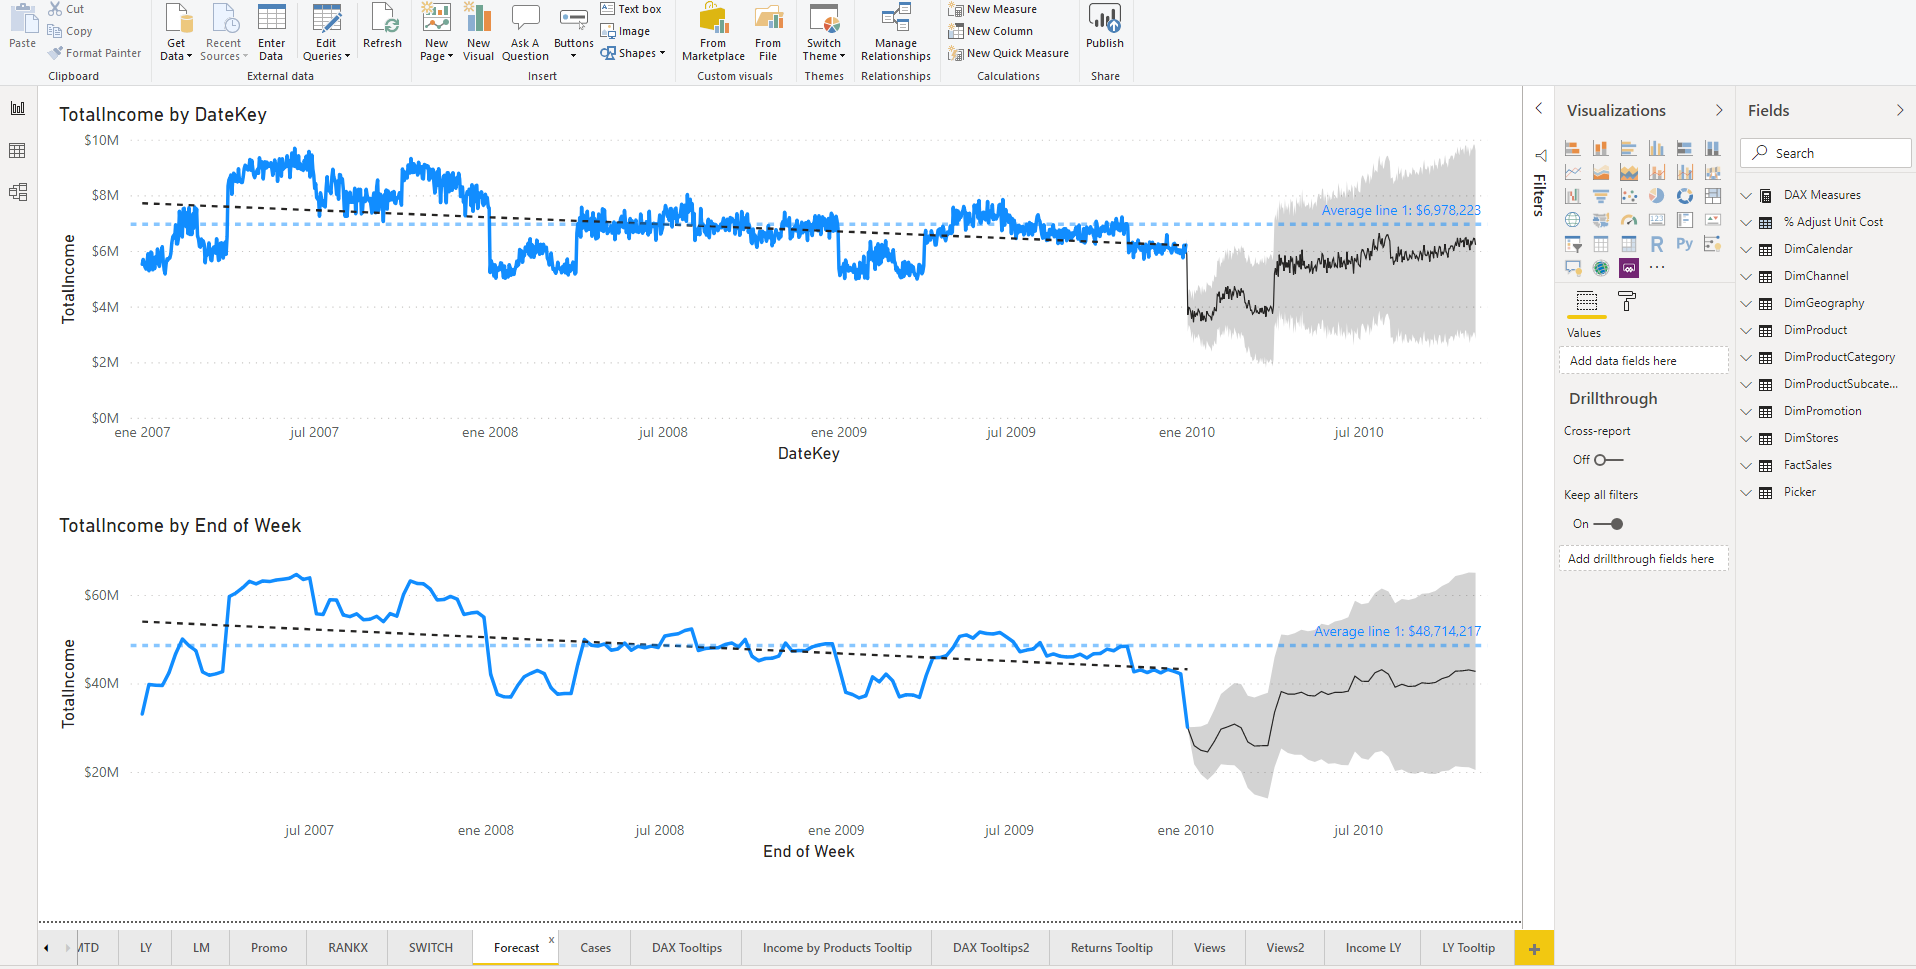 Paste
Cut
Copy
Format Painter
Clipboard
Get Data
Recent Sources
Enter Data
External data
Edit Queries
Refresh
New Page
New Visual
Ask A Question
Buttons
Text box
Image
Shapes
Insert
From Marketplace
From File
Custom visuals
Switch Theme
Themes
Manage Relationships
Relationships
New Measure
New Column
New Quick Measure
Calculations
Publish
Share
TotalIncome by DateKey
$10M
$8M
$6M
$4M
$2M
$0M
TotalIncome
Average line 1: $6,978,223
ene 2007
jul 2007
ene 2008
jul 2008
ene 2009
jul 2009
ene 2010
jul 2010
DateKey
TotalIncome by End of Week
$60M
$40M
$20M
TotalIncome
Average line 1: $48,714,217
jul 2007
ene 2008
jul 2008
ene 2009
jul 2009
ene 2010
jul 2010
End of Week
Filters
Visualizations
R
Py
123
Values
Add data fields here
Drillthrough
Cross-report
Off
Keep all filters
On
Add drillthrough fields here
Fields
Search
DAX Measures
% Adjust Unit Cost
DimCalendar
DimChannel
DimGeography
DimProduct
DimProductCategory
DimProductSubcate...
DimPromotion
DimStores
FactSales
Picker
MTD
LY
LM
Promo
RANKX
SWITCH
Forecast
x
Cases
DAX Tooltips
Income by Products Tooltip
DAX Tooltips2
Returns Tooltip
Views
Views2
Income LY
LY Tooltip
+